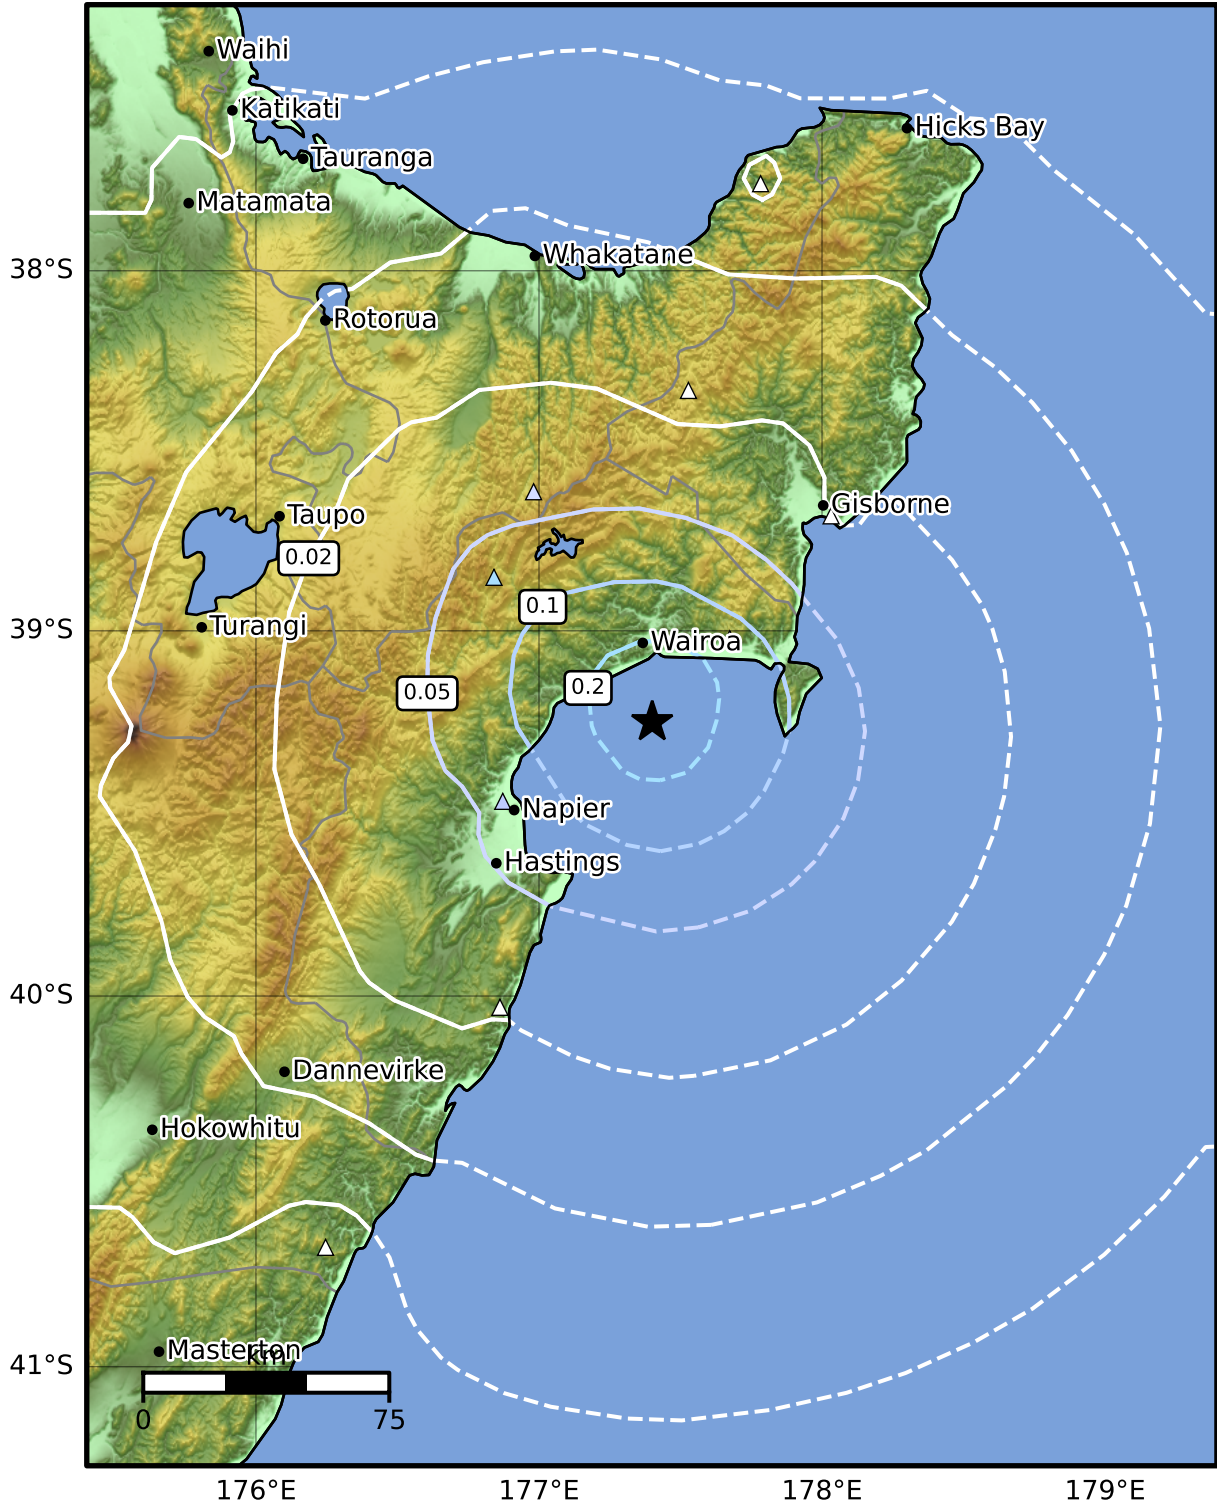 Waihi
Katikati
Hicks Bay
Tauranga
Matamata
Whakatane
38°S
Rotorua
Gisborne
Taupo
0.02
0.1
39°S
Turangi
Wairoa
0.05
0.2
Napier
Hastings
40°S
Dannevirke
Hokowhitu
Masterton
km
41°S
0
75
176°E
177°E
178°E
179°E